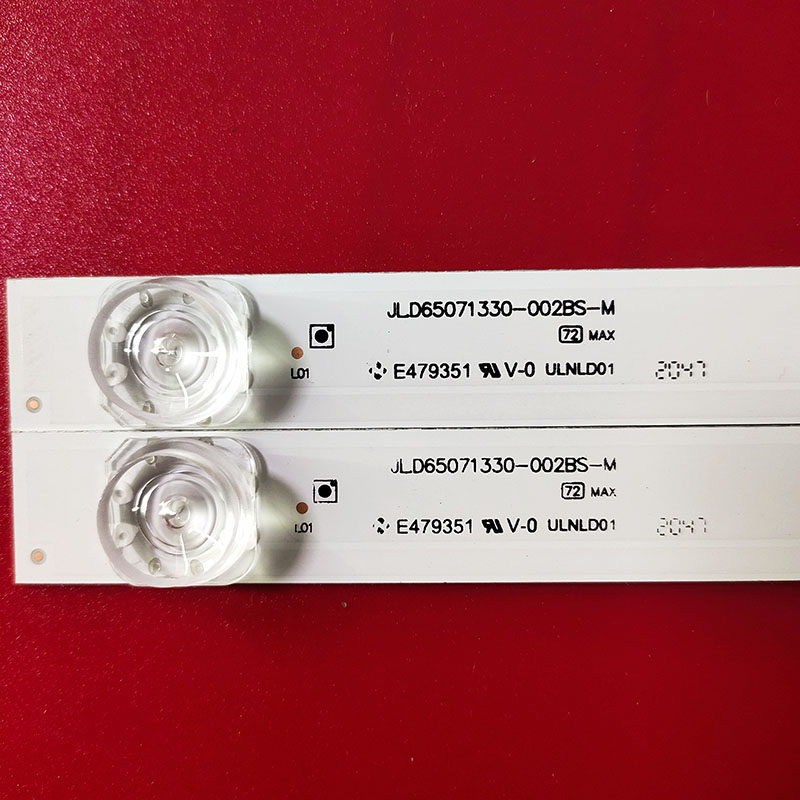 JLD65071330-002BS-M
72 MAX
L01
E479351 V-0 ULNLD01 2047
JLD65071330-002BS-M
72 MAX
L01
E479351 V-0 ULNLD01 2047